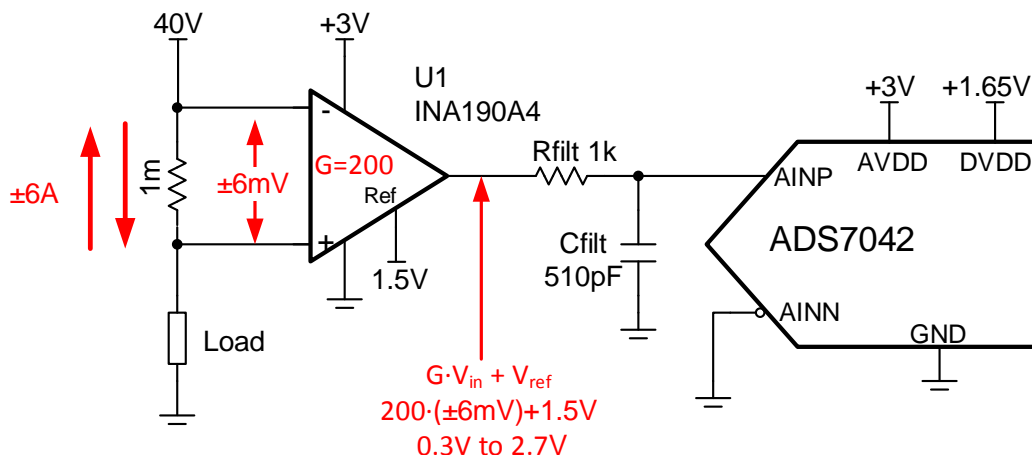 40V
+3V
U1
INA190A4
+3V
+1.65V
-
G=200
Ref
+
1.5V
±6A
1m
±6mV
Rfilt 1k
Cfilt
510pF
AINP
AVDD
DVDD
ADS7042
AINN
GND
Load
G·Vin + Vref
200·(±6mV)+1.5V
0.3V to 2.7V